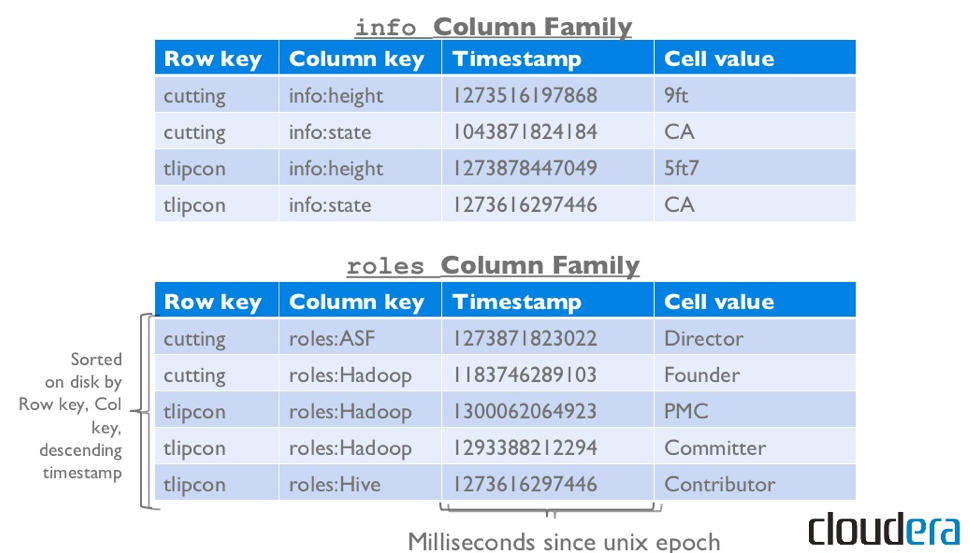 info Column Family
Row key Column key Timestamp Cell value
cutting info:height 1273516197868 9ft
cutting info:state 1043871824184 CA
tlipcon info:height 1273878447049 5ft7
tlipcon info:state 1273616297446 CA
roles Column Family
Row key Column key Timestamp Cell value
cutting roles:ASF 1273871823022 Director
cutting roles:Hadoop 1183746289103 Founder
tlipcon roles:Hadoop 1300062064923 PMC
tlipcon roles:Hadoop 1293388212294 Committer
tlipcon roles:Hive 1273616297446 Contributor
Sorted
on disk by
Row key, Col
key,
descending
timestamp
Milliseconds since unix epoch
cloudera